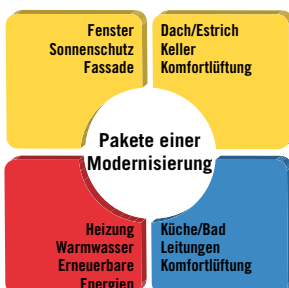 Fenster
Sonnenschutz
Fassade
Dach/Estrich
Keller
Komfortlüftung
Pakete einer
Modernisierung
Heizung
Warmwasser
Erneuerbare
Energien
Küche/Bad
Leitungen
Komfortlüftung